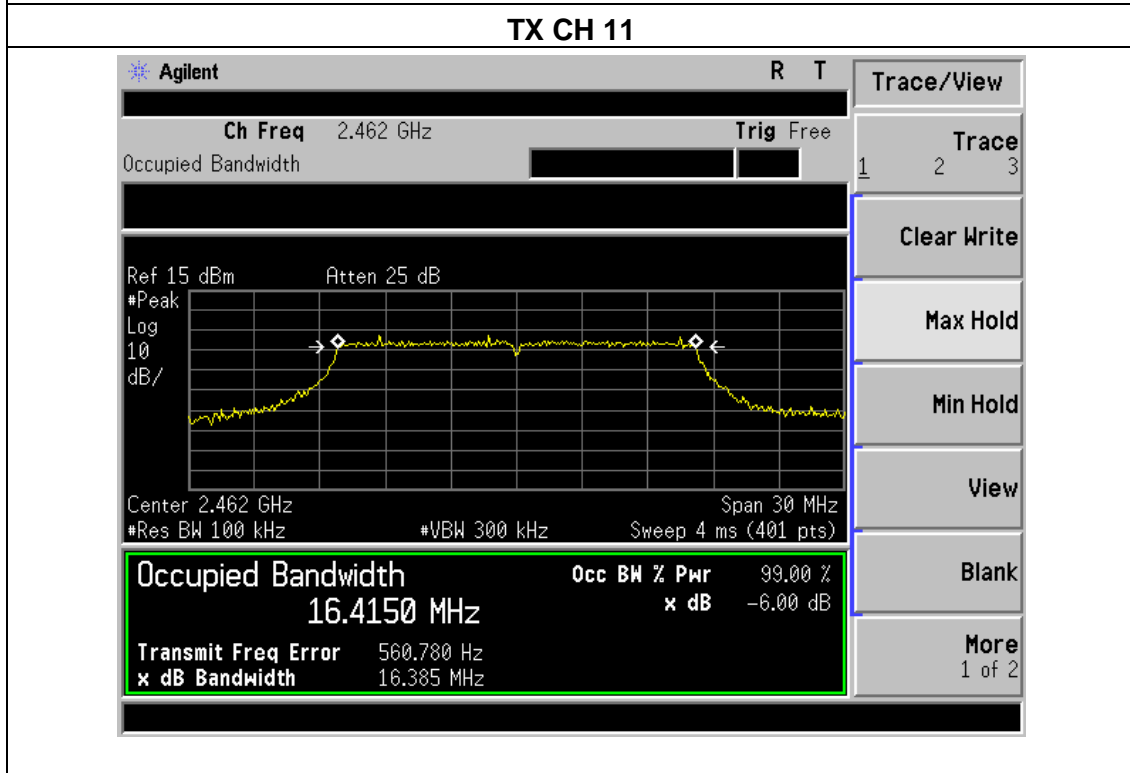 TX CH 11
Agilent R T
Trace/View
Ch Freq 2.462 GHz Trig Free
Occupied Bandwidth
Trace
1 2 3
Clear Write
Ref 15 dBm Atten 25 dB
#Peak
Log
10
dB/
Max Hold
Min Hold
View
Center 2.462 GHz Span 30 MHz
#Res BW 100 kHz #VBW 300 kHz Sweep 4 ms (401 pts)
Occupied Bandwidth Occ BW % Pwr 99.00 %
16.4150 MHz x dB -6.00 dB
Blank
Transmit Freq Error 560.780 Hz
x dB Bandwidth 16.385 MHz
More
1 of 2